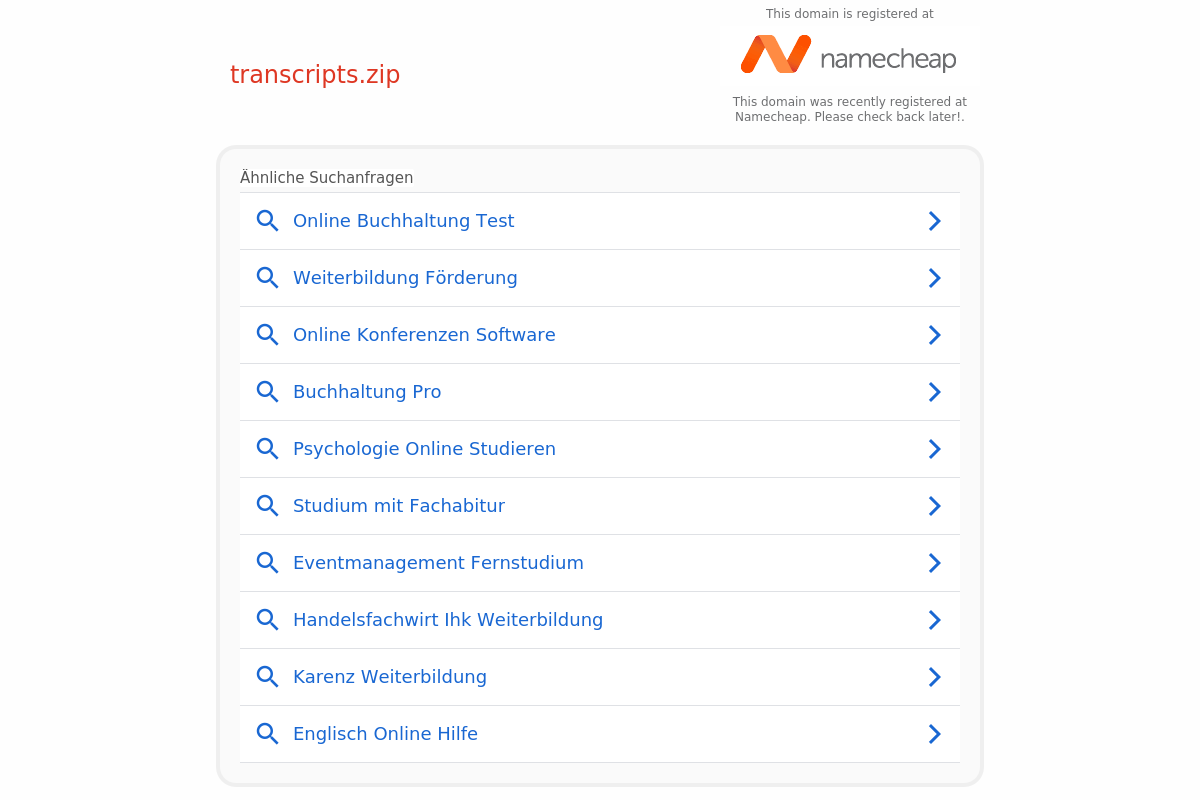 This domain is registered at
namecheap
transcripts.zip
This domain was recently registered at
Namecheap. Please check back later!.
Ähnliche Suchanfragen
Online Buchhaltung Test
Weiterbildung Förderung
Online Konferenzen Software
Buchhaltung Pro
Psychologie Online Studieren
Studium mit Fachabitur
Eventmanagement Fernstudium
Handelsfachwirt Ihk Weiterbildung
Karenz Weiterbildung
Englisch Online Hilfe